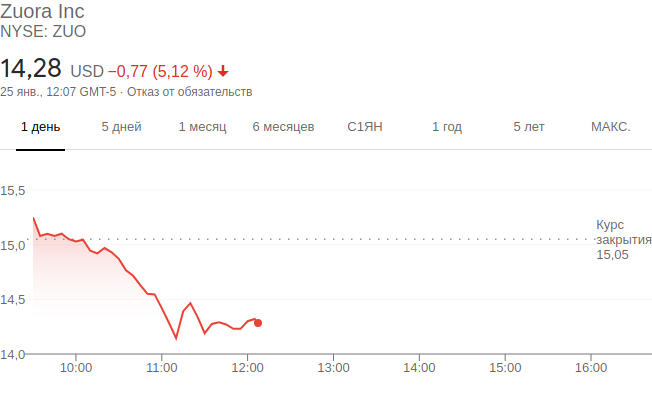 Zuora Inc
NYSE: ZUO
14,28 USD −0,77 (5,12 %)
25 янв., 12:07 GMT-5 · Отказ от обязательств
1 день 5 дней 1 месяц 6 месяцев С1ЯН 1 год 5 лет МАКС.
15,5
15,0
14,5
14,0
Курс
закрытия
15,05
10:00 11:00 12:00 13:00 14:00 15:00 16:00